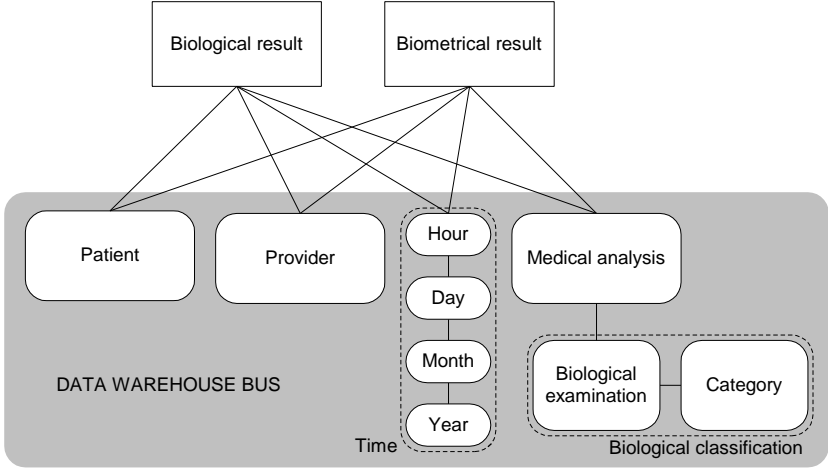 Biological result
Biometrical result
Patient
Provider
Hour
Medical analysis
Day
Month
Biological
examination
Category
DATA WAREHOUSE BUS
Year
Time
Biological classification